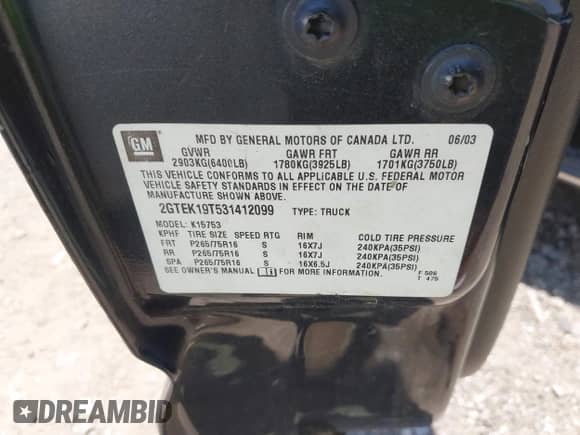 GM
MFD BY GENERAL MOTORS OF CANADA LTD. 06/03
GVWR GAWR FRT GAWR RR
2903KG(6400LB) 1780KG(3925LB) 1701KG(3750LB)
THIS VEHICLE CONFORMS TO ALL APPLICABLE U.S. FEDERAL MOTOR
VEHICLE SAFETY STANDARDS IN EFFECT ON THE DATE OF
MANUFACTURE SHOWN ABOVE.
2GTEK19T531412099 TYPE: TRUCK
MODEL: K15753
KPHF TIRE SIZE SPEED RTG RIM COLD TIRE PRESSURE
FRT P265/75R16 S 16X7J 240KPA(35PSI)
RR P265/75R16 S 16X7J 240KPA(35PSI)
SPA P265/75R16 S 16X6.5J 240KPA(35PSI)
SEE OWNER'S MANUAL FOR MORE INFORMATION.
F 506
T 475
DREAMBID